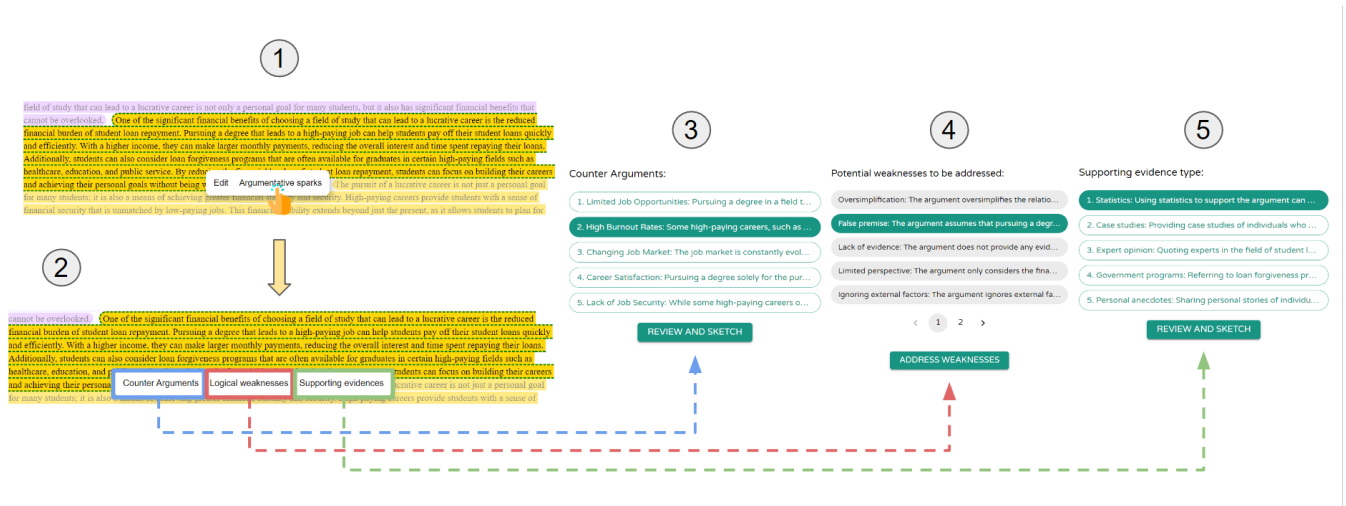 1
field of study that can lead to a lucrative career is not only a personal goal for many students, but it also has significant financial benefits that
cannot be overlooked. One of the significant financial benefits of choosing a field of study that can lead to a lucrative career is the reduced
financial burden of student loan repayment. Pursuing a degree that leads to a high-paying job can help students pay off their student loans quickly
and efficiently. With a higher income, they can make larger monthly payments, reducing the overall interest and time spent repaying their loans.
Additionally, students can also consider loan forgiveness programs that are often available for graduates in certain high-paying fields such as
healthcare, education, and public service. By loan repayment, students can focus on building their careers
and achieving their personal goals without being The pursuit of a lucrative career is not just a personal goal
for many students; it is also a means of achieving greater financial and security. High-paying careers provide students with a sense of
financial security that is unmatched by low-paying jobs. This financial extends beyond just the present, as it allows students to plan for
Edit Argumentative sparks
2
cannot be overlooked. One of the significant financial benefits of choosing a field of study that can lead to a lucrative career is the reduced
financial burden of student loan repayment. Pursuing a degree that leads to a high-paying job can help students pay off their student loans quickly
and efficiently. With a higher income, they can make larger monthly payments, reducing the overall interest and time spent repaying their loans.
Additionally, students can also consider loan forgiveness programs that are often available for graduates in certain high-paying fields such as
healthcare, education, and students can focus on building their careers
and achieving their persona lucrative career is not just a personal goal
for many students; it is also careers provide students with a sense of
Counter Arguments Logical weaknesses Supporting evidences
3
Counter Arguments:
1. Limited Job Opportunities: Pursuing a degree in a field t...
2. High Burnout Rates: Some high-paying careers, such as ...
3. Changing Job Market: The job market is constantly evol...
4. Career Satisfaction: Pursuing a degree solely for the pur...
5. Lack of Job Security: While some high-paying careers o...
REVIEW AND SKETCH
4
Potential weaknesses to be addressed:
Oversimplification: The argument oversimplifies the relatio...
False premise: The argument assumes that pursuing a degr...
Lack of evidence: The argument does not provide any evid...
Limited perspective: The argument only considers the fina...
Ignoring external factors: The argument ignores external fa...
< 1 2 >
ADDRESS WEAKNESSES
5
Supporting evidence type:
1. Statistics: Using statistics to support the argument can ...
2. Case studies: Providing case studies of individuals who ...
3. Expert opinion: Quoting experts in the field of student l...
4. Government programs: Referring to loan forgiveness pr...
5. Personal anecdotes: Sharing personal stories of individu...
REVIEW AND SKETCH